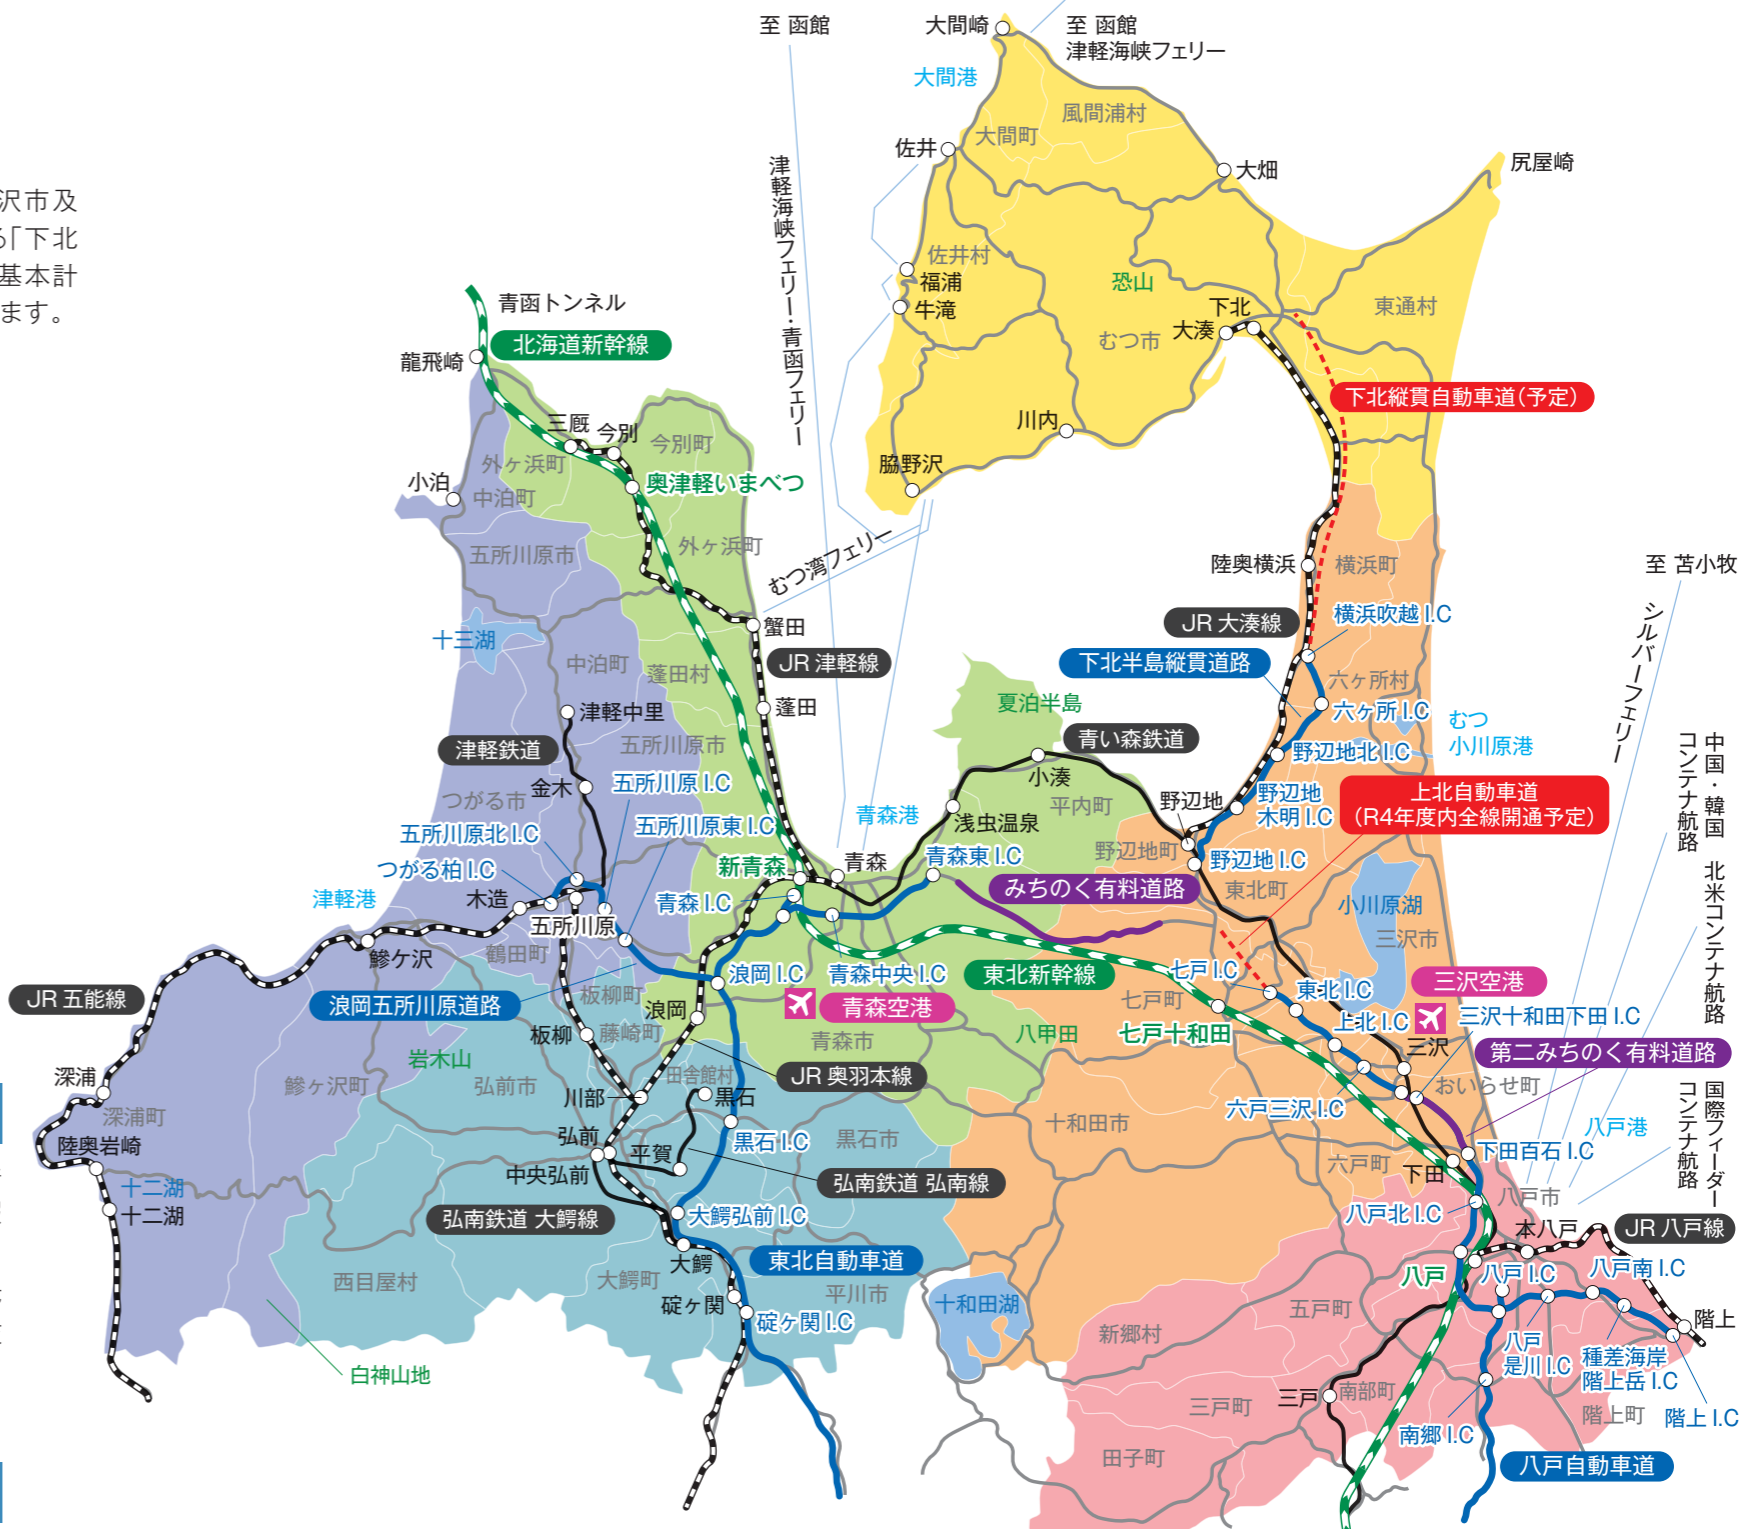 至 函館
大間崎
至 函館
津軽海峡フェリー
大間港
風間浦村
大間町
佐井
大畑
尻屋崎
沢市及
る「下北
基本計
ます。
津軽海峡フェリー・青函フェリー
佐井村
福浦
牛滝
恐山
下北
大湊
むつ市
東通村
青函トンネル
北海道新幹線
龍飛崎
下北縦貫自動車道(予定)
三厩
今別
今別町
外ヶ浜町
川内
脇野沢
小泊
中泊町
奥津軽いまべつ
五所川原市
外ヶ浜町
むつ湾フェリー
陸奥横浜
横浜町
至 苫小牧
シルバーフェリー
十三湖
中泊町
蓬田村
蟹田
JR 津軽線
JR 大湊線
横浜吹越 I.C
下北半島縦貫道路
六ヶ所村
六ヶ所 I.C
夏泊半島
津軽中里
蓬田
津軽鉄道
五所川原市
青い森鉄道
野辺地北 I.C
むつ
小川原港
中国・韓国
コンテナ航路
小湊
つがる市
金木
五所川原 I.C
平内町
野辺地
野辺地
木明 I.C
上北自動車道
(R4年度内全線開通予定)
五所川原北 I.C
五所川原東 I.C
青森港
浅虫温泉
つがる柏 I.C
新青森
青森
青森東 I.C
野辺地町
野辺地 I.C
北米コンテナ航路
津軽港
木造
青森 I.C
みちのく有料道路
東北町
小川原湖
三沢市
五所川原
鶴田町
鰺ケ沢
浪岡 I.C
青森中央 I.C
東北新幹線
七戸 I.C
三沢空港
JR 五能線
浪岡五所川原道路
板柳町
浪岡
青森空港
七戸町
東北 I.C
上北 I.C
三沢十和田下田 I.C
板柳
藤崎町
青森市
八甲田
七戸十和田
三沢
第二みちのく有料道路
岩木山
深浦
鰺ヶ沢町
弘前市
田舎館村
JR 奥羽本線
おいらせ町
国際フィーダー
コンテナ航路
深浦町
川部
黒石
六戸三沢 I.C
十和田市
八戸港
陸奥岩崎
弘前
平賀
黒石 I.C
黒石市
中央弘前
六戸町
下田
下田百石 I.C
十二湖
弘南鉄道 弘南線
八戸市
十二湖
弘南鉄道 大鰐線
大鰐弘前 I.C
八戸北 I.C
本八戸
JR 八戸線
大鰐
東北自動車道
西目屋村
大鰐町
八戸
八戸 I.C
八戸南 I.C
碇ヶ関
平川市
十和田湖
五戸町
碇ヶ関 I.C
新郷村
階上
八戸
是川 I.C
種差海岸
階上岳 I.C
白神山地
三戸
南部町
三戸町
階上町
階上 I.C
南郷 I.C
田子町
八戸自動車道